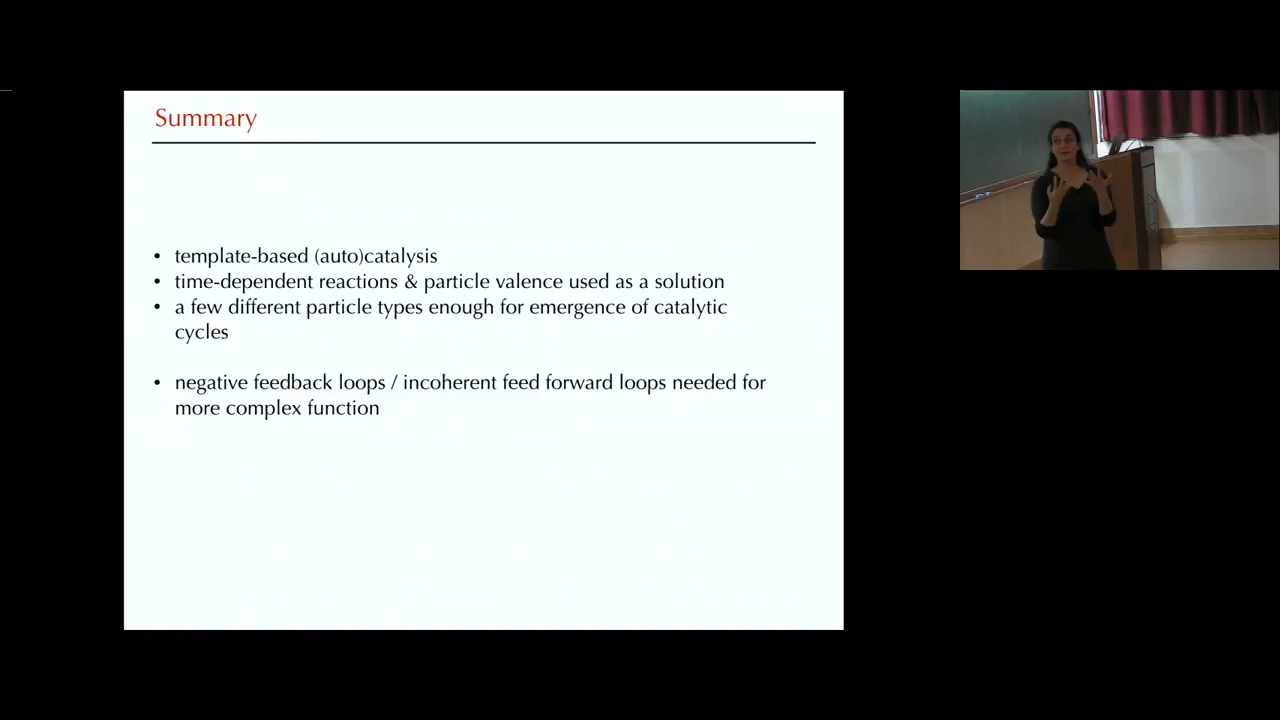 Summary
• template-based (auto)catalysis
• time-dependent reactions & particle valence used as a solution
• a few different particle types enough for emergence of catalytic
cycles
• negative feedback loops / incoherent feed forward loops needed for
more complex function